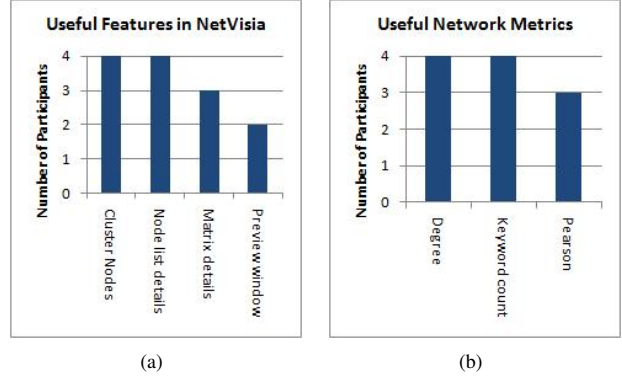 Useful Features in NetVisia
Number of Participants
4
3
2
1
0
Cluster Nodes
Node list details
Matrix details
Preview window
(a)
Useful Network Metrics
Number of Participants
4
3
2
1
0
Degree
Keyword count
Pearson
(b)